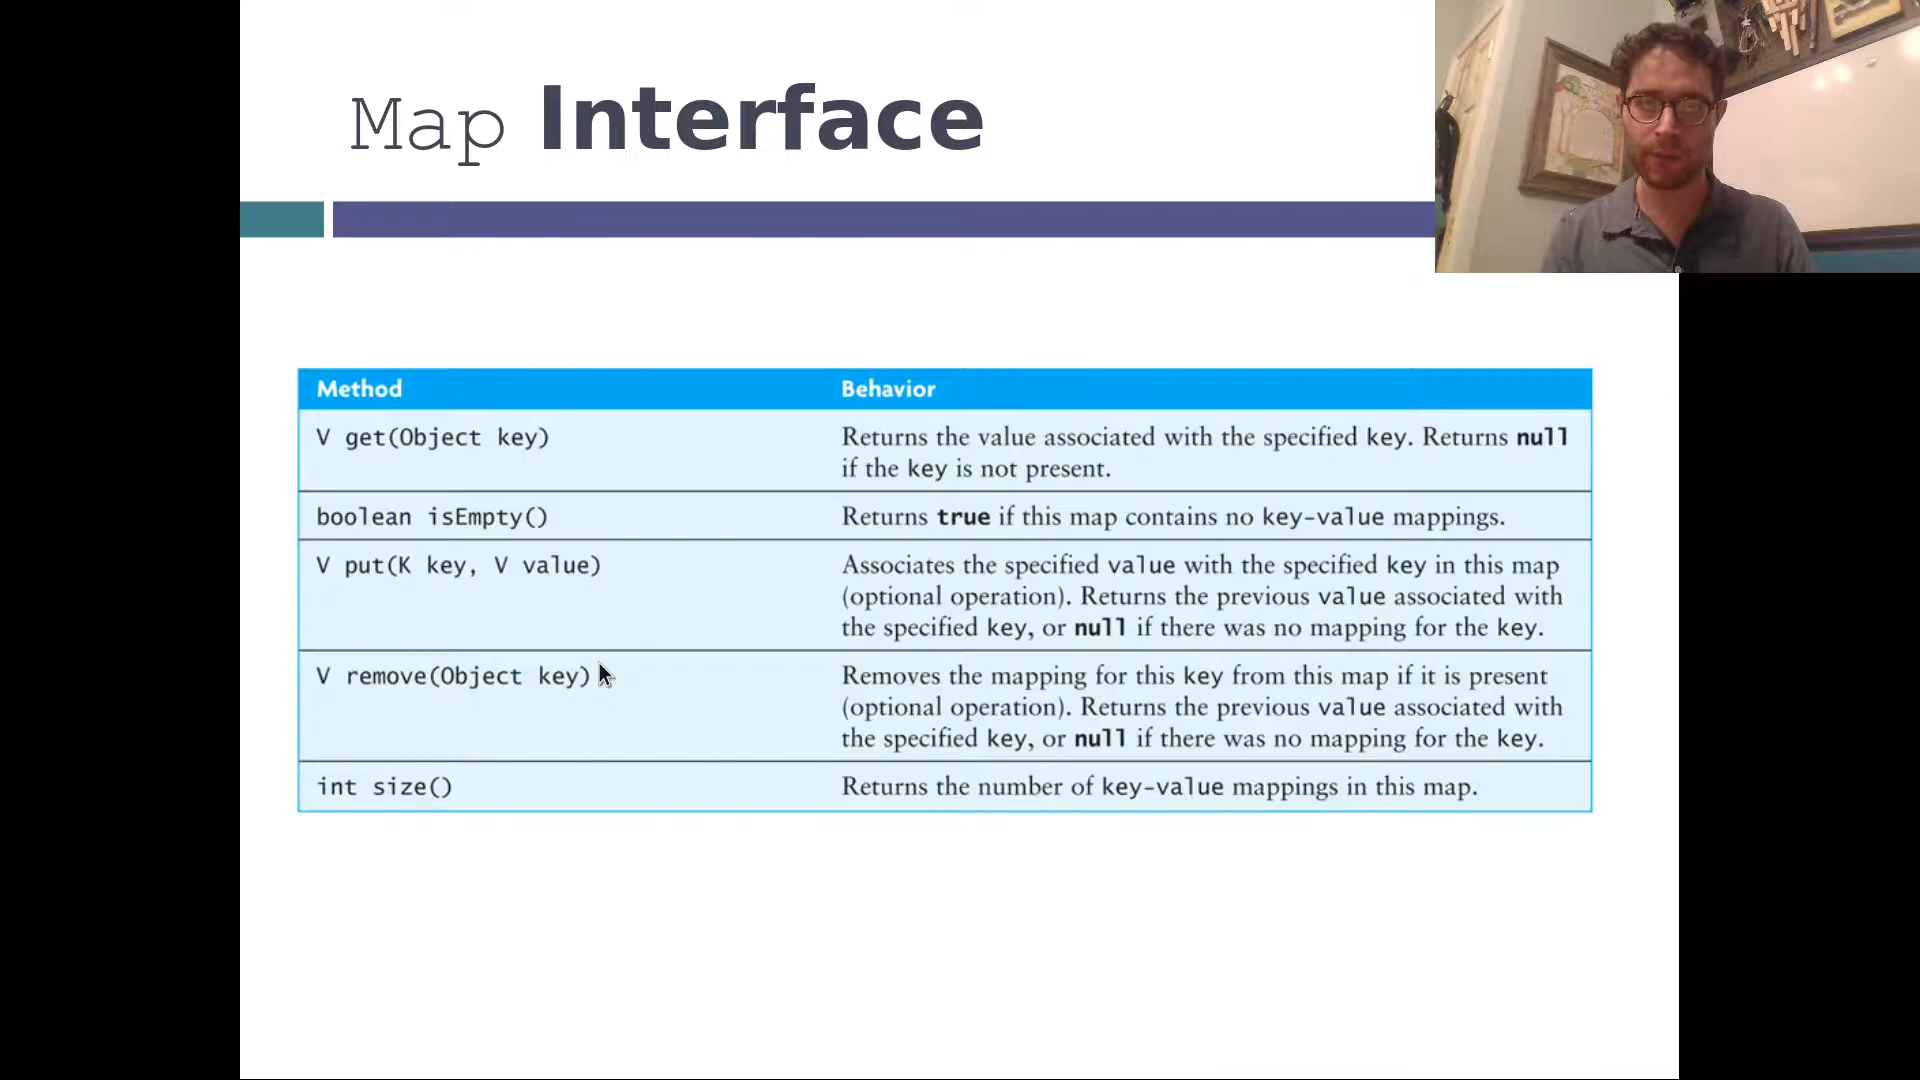 Map Interface
Method Behavior
V get(Object key) Returns the value associated with the specified key. Returns null
if the key is not present.
boolean isEmpty() Returns true if this map contains no key-value mappings.
V put(K key, V value) Associates the specified value with the specified key in this map
(optional operation). Returns the previous value associated with
the specified key, or null if there was no mapping for the key.
V remove(Object key) Removes the mapping for this key from this map if it is present
(optional operation). Returns the previous value associated with
the specified key, or null if there was no mapping for the key.
int size() Returns the number of key-value mappings in this map.